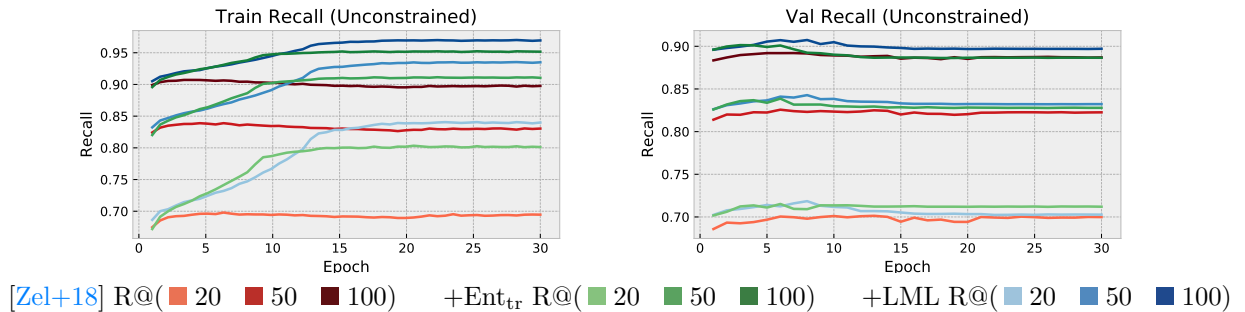 Train Recall (Unconstrained)
Val Recall (Unconstrained)
Recall
0.95
0.90
0.85
0.80
0.75
0.70
0 5 10 15 20 25 30
Epoch
Recall
0.90
0.85
0.80
0.75
0.70
0 5 10 15 20 25 30
Epoch
[Zel+18] R@( 20 50 100) +Ent_tr R@( 20 50 100) +LML R@( 20 50 100)